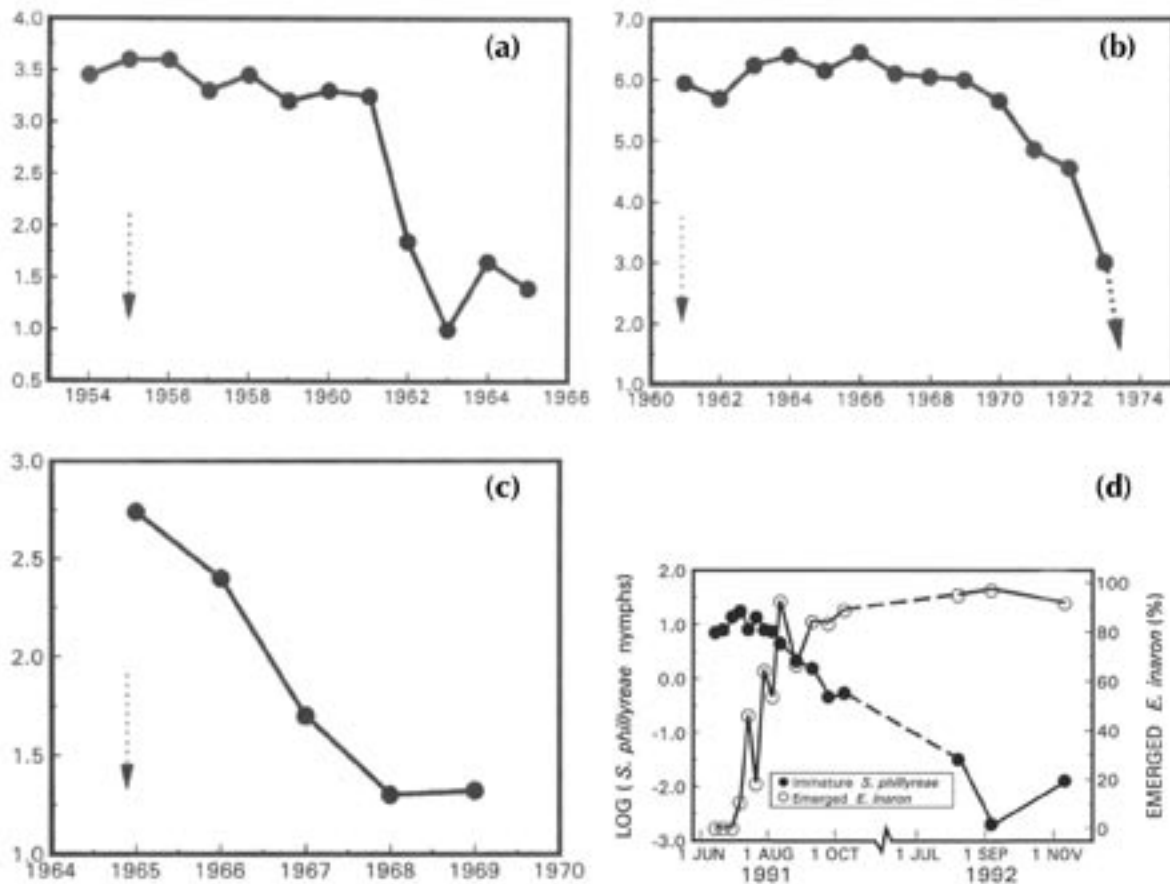 (a)
4.0
3.5
3.0
2.5
2.0
1.5
1.0
0.5
1954 1956 1958 1960 1962 1964 1966
(b)
7.0
6.0
5.0
4.0
3.0
2.0
1.0
1960 1962 1964 1966 1968 1970 1972 1974
(c)
3.0
2.5
2.0
1.5
1.0
1964 1965 1966 1967 1968 1969 1970
(d)
LOG (S. phillyreae nymphs)
2.0
1.0
0.0
-1.0
-2.0
-3.0
Immature S. phillyreae
Emerged E. inaron
100
80
60
40
20
0
EMERGED E. inaron (%)
1 JUN 1 AUG 1 OCT 1 JUL 1 SEP 1 NOV
1991 1992